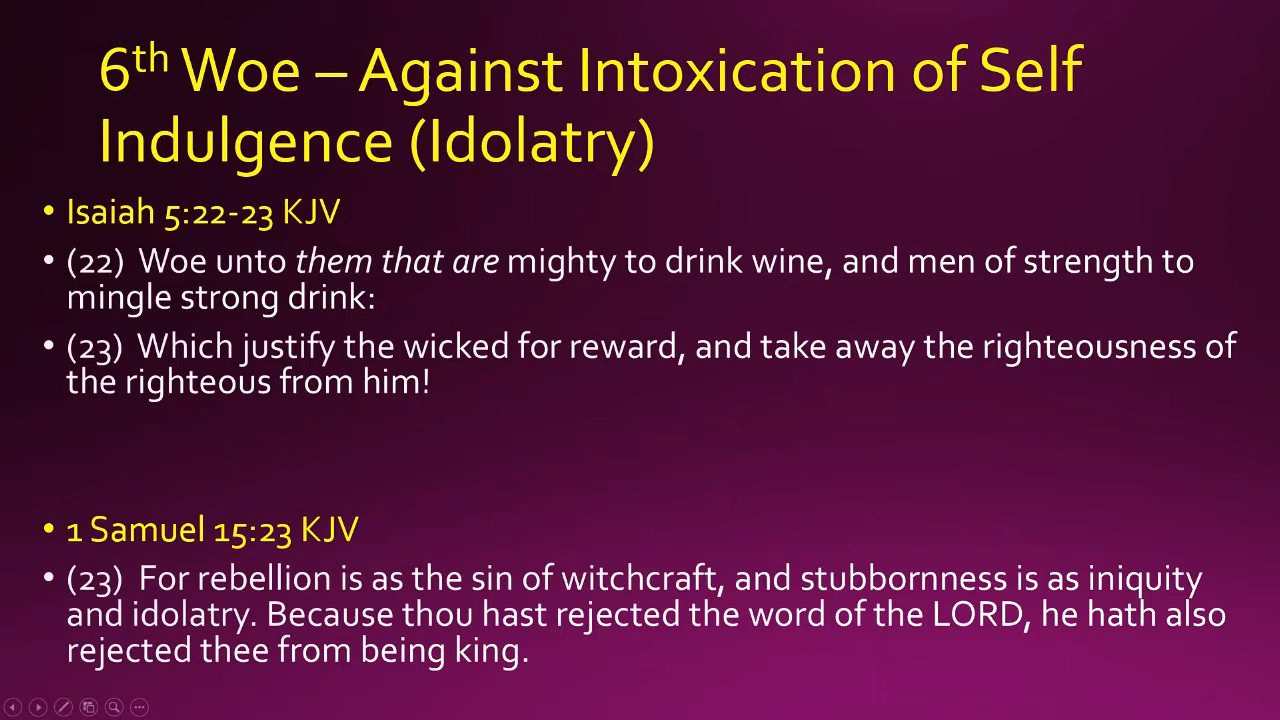 6th Woe – Against Intoxication of Self
Indulgence (Idolatry)
• Isaiah 5:22-23 KJV
• (22)  Woe unto them that are mighty to drink wine, and men of strength to
mingle strong drink:
• (23)  Which justify the wicked for reward, and take away the righteousness of
the righteous from him!
• 1 Samuel 15:23 KJV
• (23)  For rebellion is as the sin of witchcraft, and stubbornness is as iniquity
and idolatry. Because thou hast rejected the word of the LORD, he hath also
rejected thee from being king.